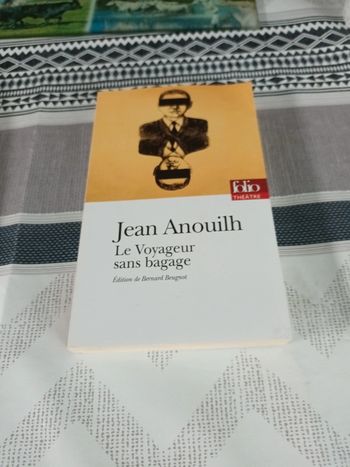 folio
THÉÂTRE
Jean Anouilh
Le Voyageur
sans bagage
Édition de Bernard Beugnot